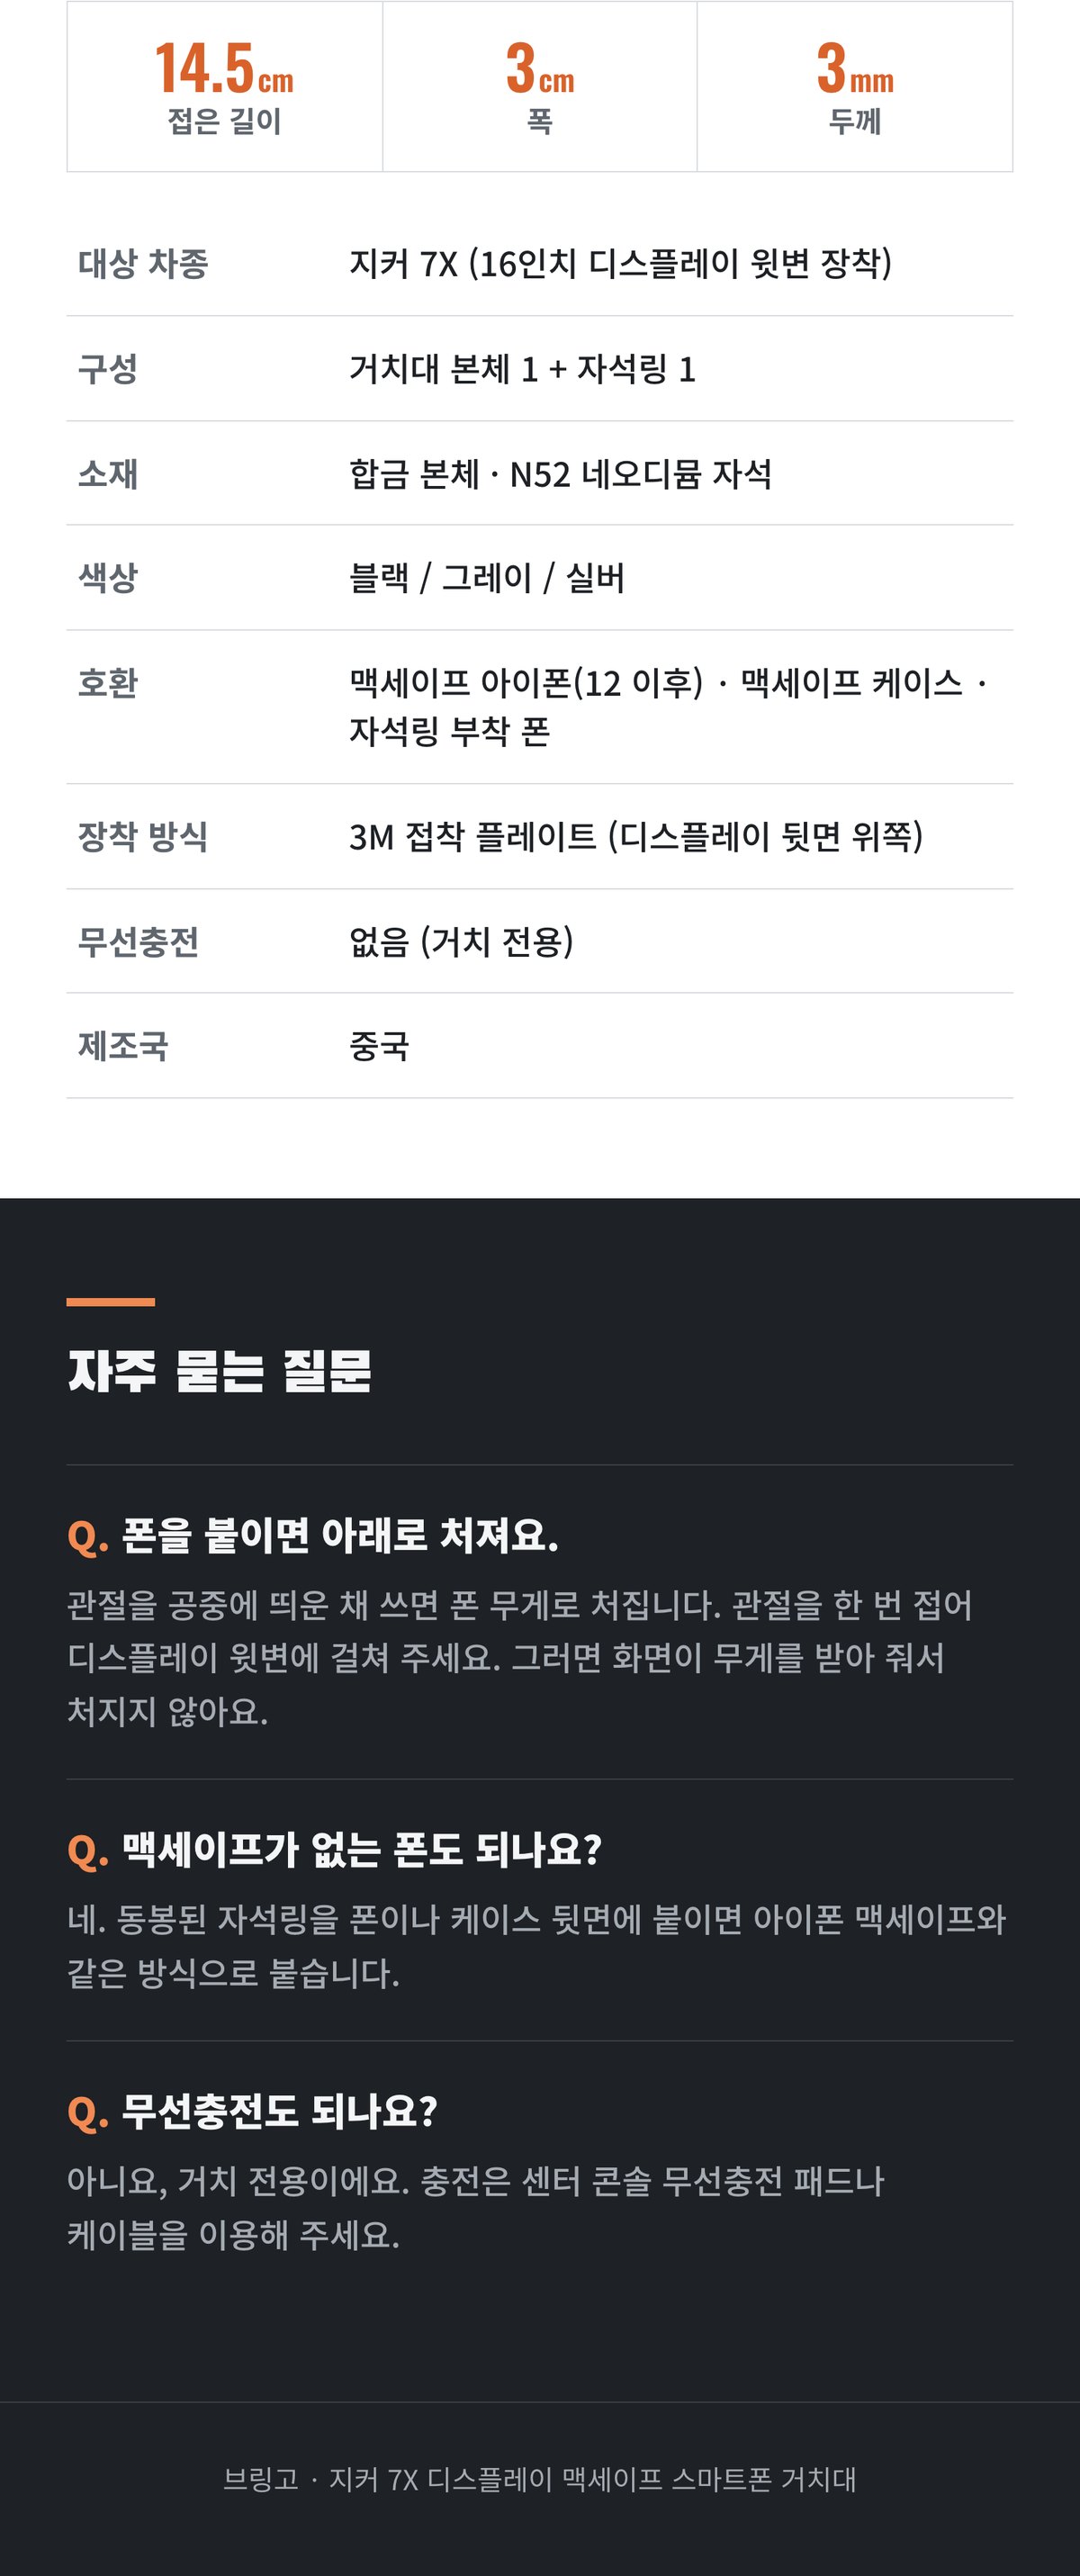 14.5cm
접은 길이
3cm
폭
3mm
두께
대상 차종
지커 7X (16인치 디스플레이 윗변 장착)
구성
거치대 본체 1 + 자석링 1
소재
합금 본체 · N52 네오디뮴 자석
색상
블랙 / 그레이 / 실버
호환
맥세이프 아이폰(12 이후) · 맥세이프 케이스 ·
자석링 부착 폰
장착 방식
3M 접착 플레이트 (디스플레이 뒷면 위쪽)
무선충전
없음 (거치 전용)
제조국
중국
자주 묻는 질문
Q. 폰을 붙이면 아래로 처져요.
관절을 공중에 띄운 채 쓰면 폰 무게로 처집니다. 관절을 한 번 접어
디스플레이 윗변에 걸쳐 주세요. 그러면 화면이 무게를 받아 줘서
처지지 않아요.
Q. 맥세이프가 없는 폰도 되나요?
네. 동봉된 자석링을 폰이나 케이스 뒷면에 붙이면 아이폰 맥세이프와
같은 방식으로 붙습니다.
Q. 무선충전도 되나요?
아니요, 거치 전용이에요. 충전은 센터 콘솔 무선충전 패드나
케이블을 이용해 주세요.
브링고 · 지커 7X 디스플레이 맥세이프 스마트폰 거치대